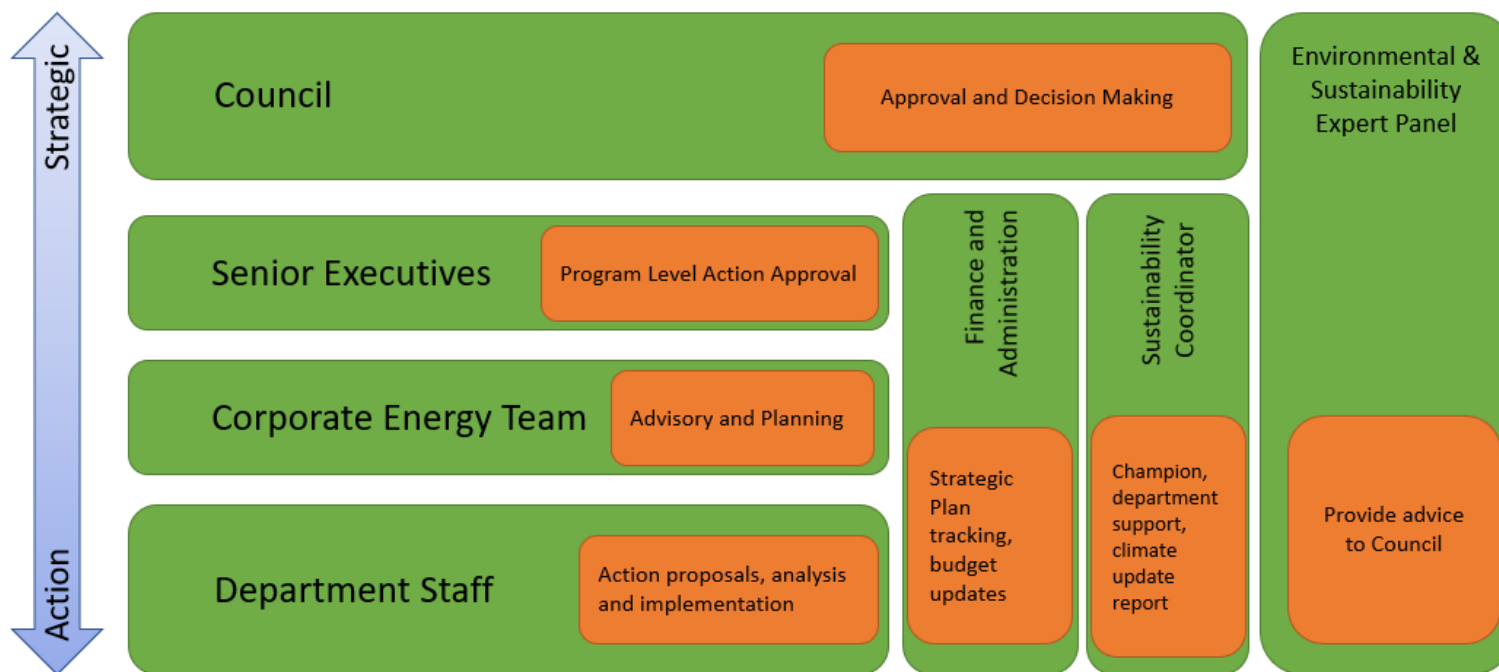 Strategic
Action
Council
Approval and Decision Making
Environmental &
Sustainability
Expert Panel
Senior Executives
Program Level Action Approval
Finance and
Administration
Sustainability
Coordinator
Corporate Energy Team
Advisory and Planning
Department Staff
Action proposals, analysis
and implementation
Strategic
Plan
tracking,
budget
updates
Champion,
department
support,
climate
update
report
Provide advice
to Council